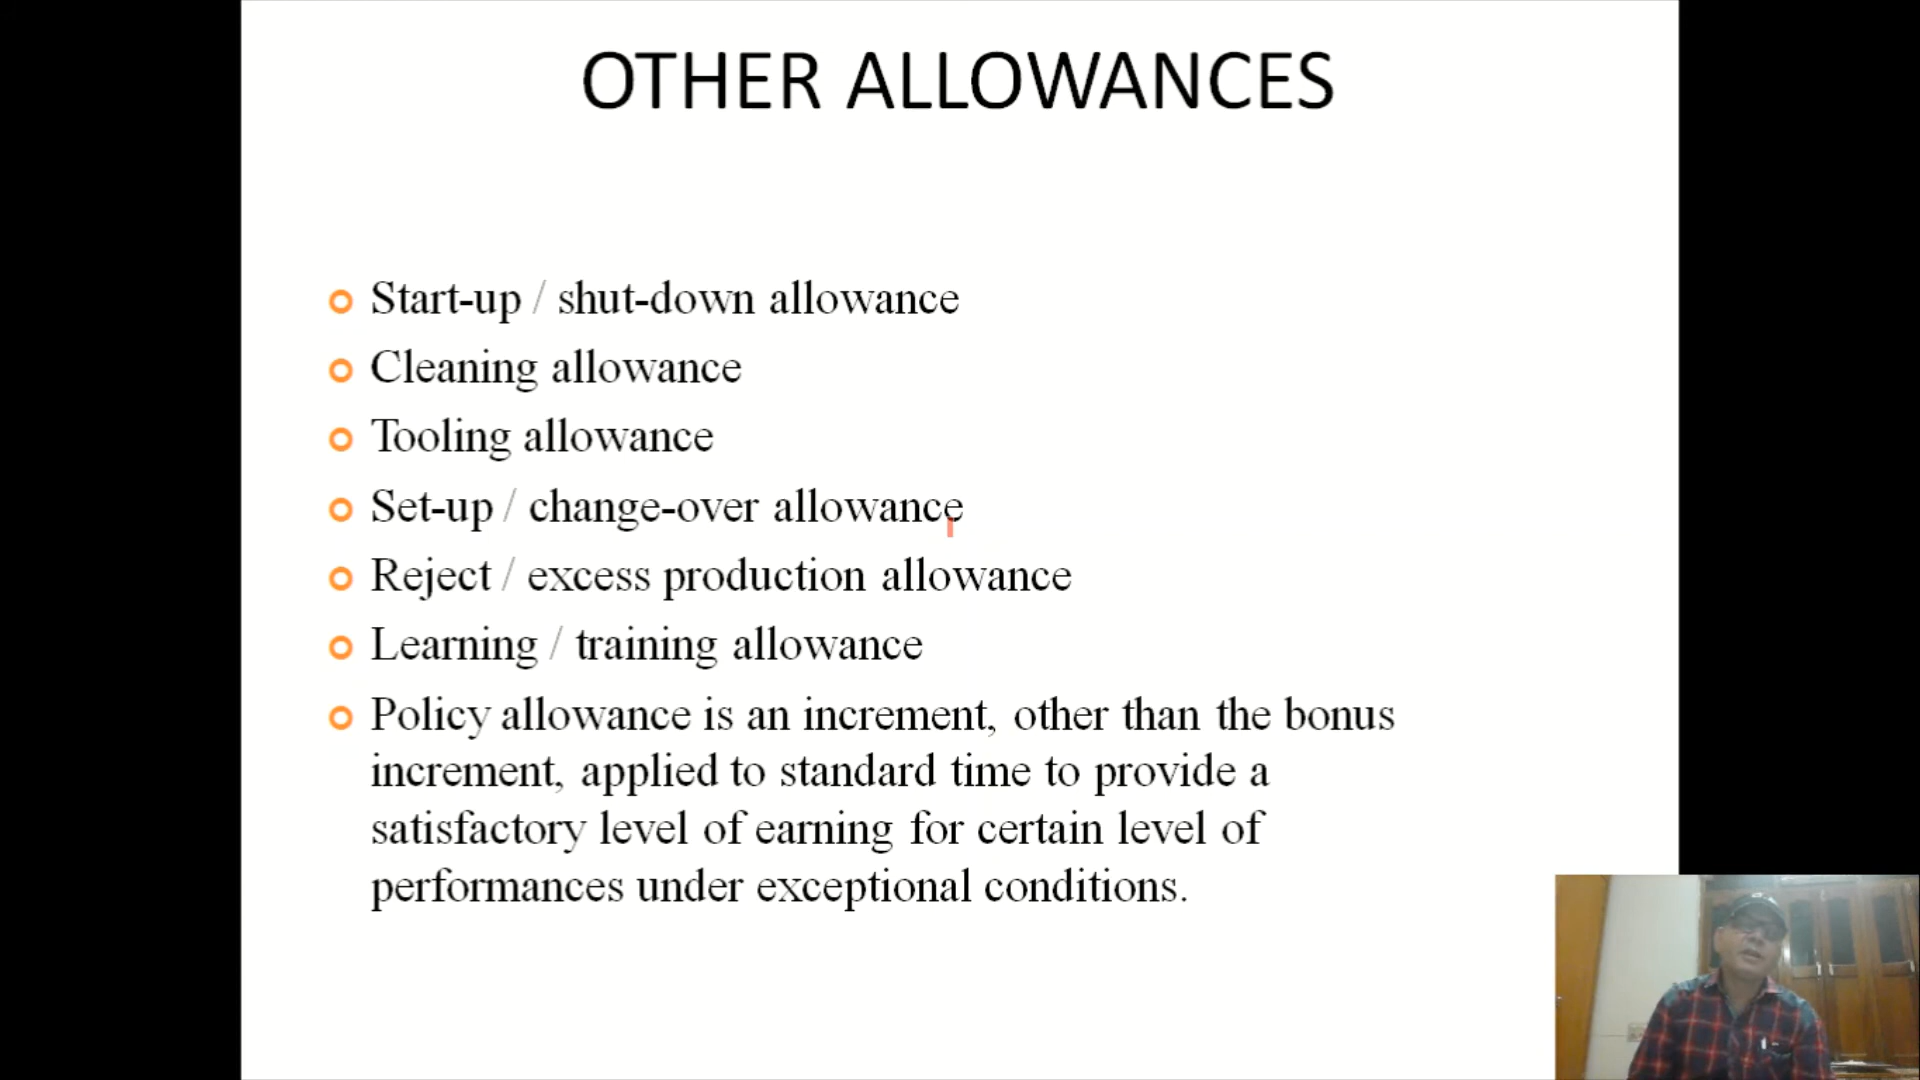 OTHER ALLOWANCES
Start-up / shut-down allowance
Cleaning allowance
Tooling allowance
Set-up / change-over allowance
Reject / excess production allowance
Learning / training allowance
Policy allowance is an increment, other than the bonus
increment, applied to standard time to provide a
satisfactory level of earning for certain level of
performances under exceptional conditions.